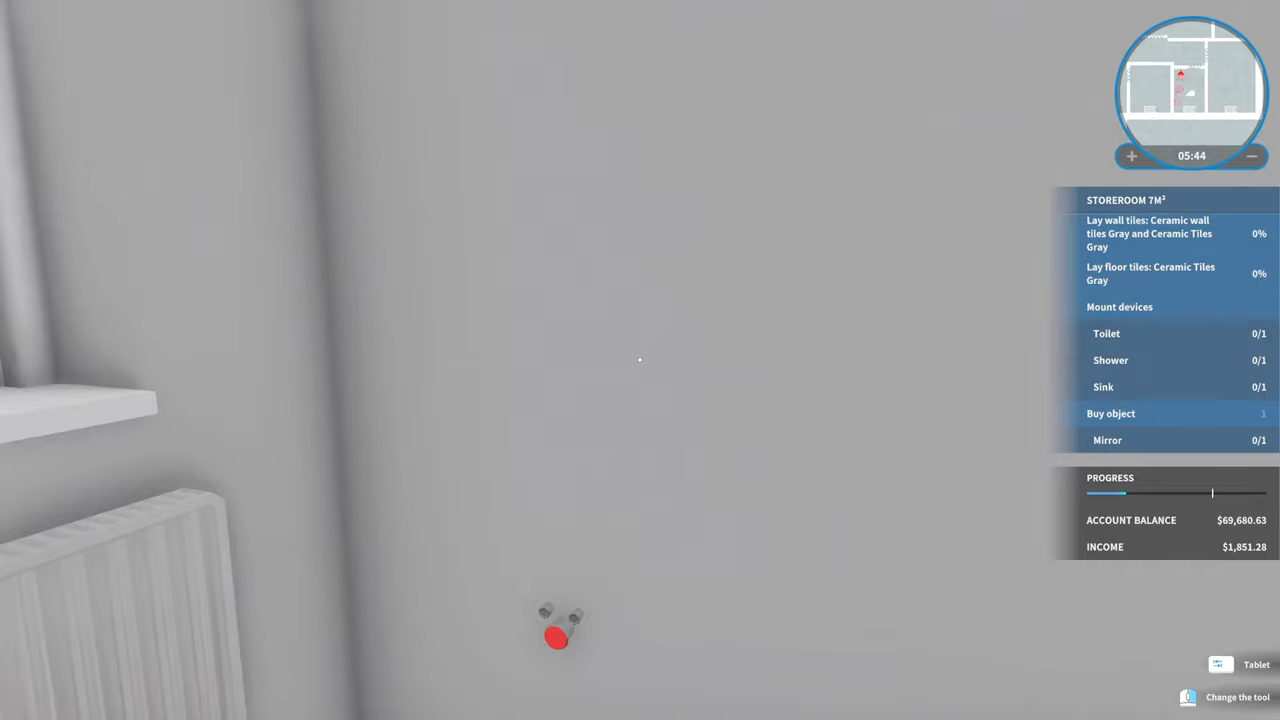 05:44
STOREROOM 7M²
Lay wall tiles: Ceramic wall
tiles Gray and Ceramic Tiles
Gray
0%
Lay floor tiles: Ceramic Tiles
Gray
0%
Mount devices
Toilet 0/1
Shower 0/1
Sink 0/1
Buy object 1
Mirror 0/1
PROGRESS
ACCOUNT BALANCE $69,680.63
INCOME $1,851.28
Tablet
Change the tool